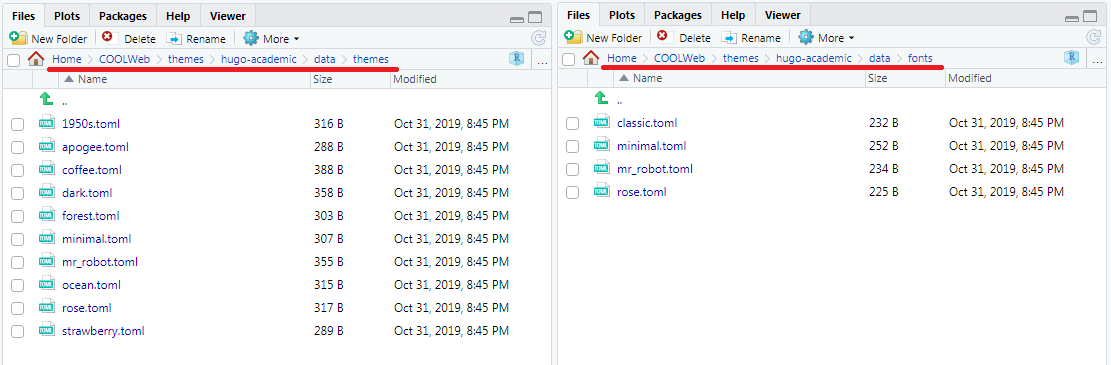 Files Plots Packages Help Viewer
New Folder Delete Rename More
Home COOLWeb themes hugo-academic data themes R ...
Name Size Modified
..
1950s.toml 316 B Oct 31, 2019, 8:45 PM
apogee.toml 288 B Oct 31, 2019, 8:45 PM
coffee.toml 388 B Oct 31, 2019, 8:45 PM
dark.toml 358 B Oct 31, 2019, 8:45 PM
forest.toml 303 B Oct 31, 2019, 8:45 PM
minimal.toml 307 B Oct 31, 2019, 8:45 PM
mr_robot.toml 355 B Oct 31, 2019, 8:45 PM
ocean.toml 315 B Oct 31, 2019, 8:45 PM
rose.toml 317 B Oct 31, 2019, 8:45 PM
strawberry.toml 289 B Oct 31, 2019, 8:45 PM
Files Plots Packages Help Viewer
New Folder Delete Rename More
Home COOLWeb themes hugo-academic data fonts R ...
Name Size Modified
..
classic.toml 232 B Oct 31, 2019, 8:45 PM
minimal.toml 252 B Oct 31, 2019, 8:45 PM
mr_robot.toml 234 B Oct 31, 2019, 8:45 PM
rose.toml 225 B Oct 31, 2019, 8:45 PM